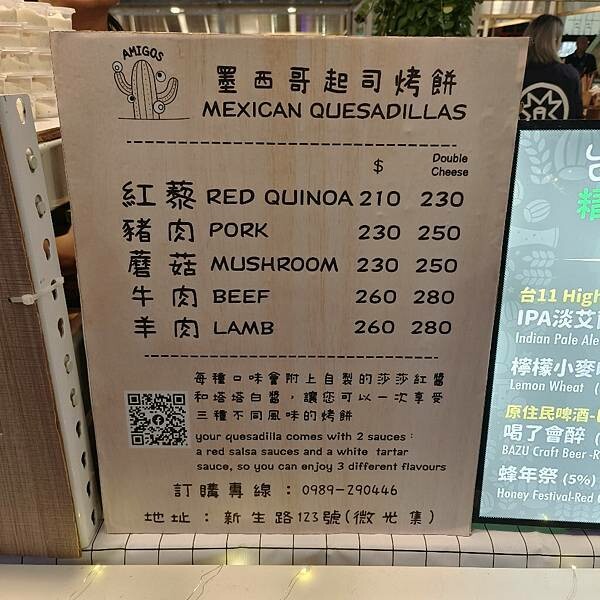 AMIGOS
墨西哥起司烤餅
MEXICAN QUESADILLAS
$ Double Cheese
紅藜 RED QUINOA 210 230
豬肉 PORK 230 250
蘑菇 MUSHROOM 230 250
牛肉 BEEF 260 280
羊肉 LAMB 260 280
每種口味會附上自製的莎莎紅醬
和塔塔白醬，讓您可以一次享受
三種不同風味的烤餅
your quesadilla comes with 2 sauces：
a red salsa sauces and a white tartar
sauce, so you can enjoy 3 different flavours
訂購專線：0989-290446
地址：新生路123號(微光集)
台11 High
IPA淡艾
Indian Pale Ale
檸檬小麥
Lemon Wheat (
原住民啤酒-
喝了會醉 (
BAZU Craft Beer -R
蜂年祭 (5%)
Honey Festival-Red